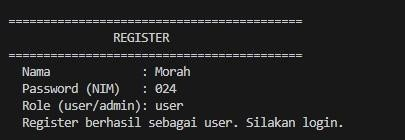 ==========================================
REGISTER
==========================================
Nama : Morah
Password (NIM) : 024
Role (user/admin): user
Register berhasil sebagai user. Silakan login.